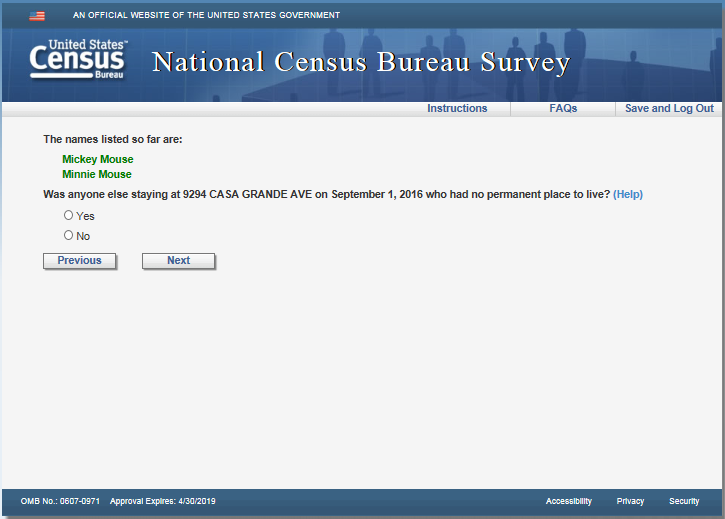 AN OFFICIAL WEBSITE OF THE UNITED STATES GOVERNMENT
United States™
Census
Bureau
National Census Bureau Survey
Instructions FAQs Save and Log Out
The names listed so far are:
Mickey Mouse
Minnie Mouse
Was anyone else staying at 9294 CASA GRANDE AVE on September 1, 2016 who had no permanent place to live? (Help)
Yes
No
Previous Next
OMB No.: 0607-0971 Approval Expires: 4/30/2019 Accessibility Privacy Security